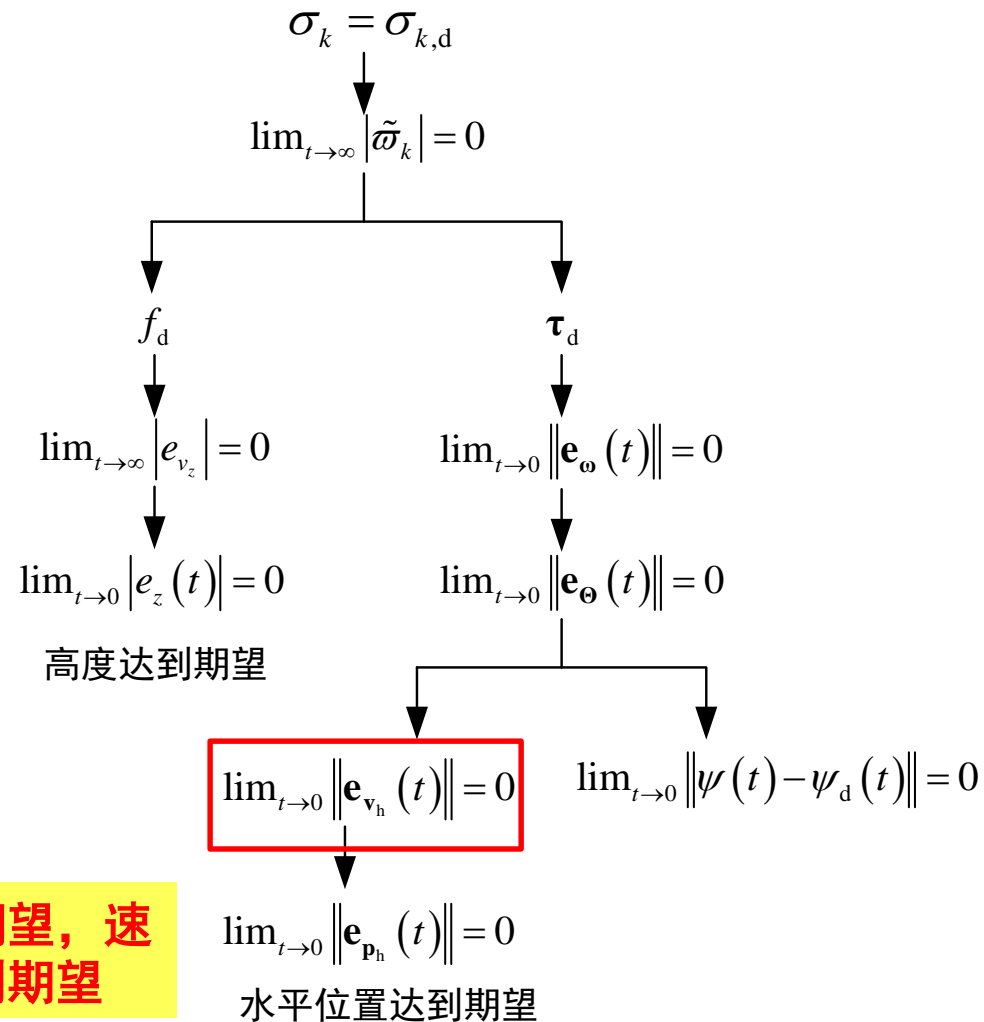 σ_k = σ_{k,d}
lim_{t→∞} |ϖ̃_k| = 0
f_d
τ_d
lim_{t→∞} |e_{v_z}| = 0
lim_{t→0} ‖e_ω(t)‖ = 0
lim_{t→0} |e_z(t)| = 0
lim_{t→0} ‖e_Θ(t)‖ = 0
高度达到期望
lim_{t→0} ‖e_{v_h}(t)‖ = 0
lim_{t→0} ‖ψ(t) − ψ_d(t)‖ = 0
望，速
lim_{t→0} ‖e_{p_h}(t)‖ = 0
期望
水平位置达到期望